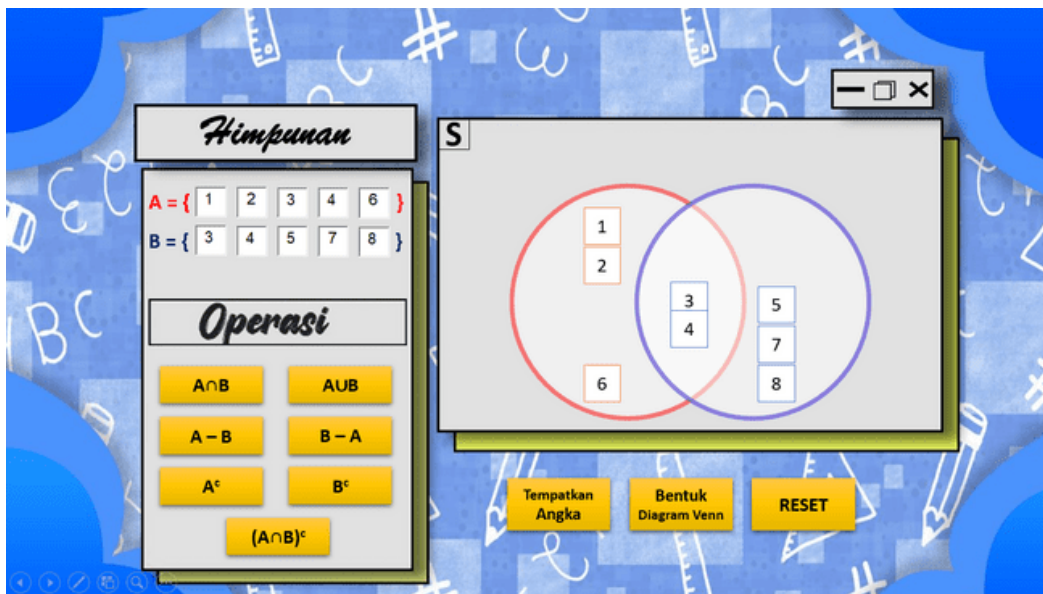 Himpunan
S
A = { 1 2 3 4 6 }
B = { 3 4 5 7 8 }
Operasi
A∩B
A∪B
A – B
B – A
Aᶜ
Bᶜ
(A∩B)ᶜ
1
2
6
3
4
5
7
8
Tempatkan
Angka
Bentuk
Diagram Venn
RESET